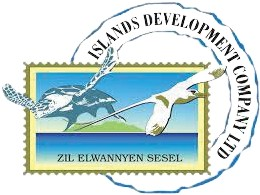 ISLANDS DEVELOPMENT COMPANY LTD
ZIL ELWANNYEN SESEL